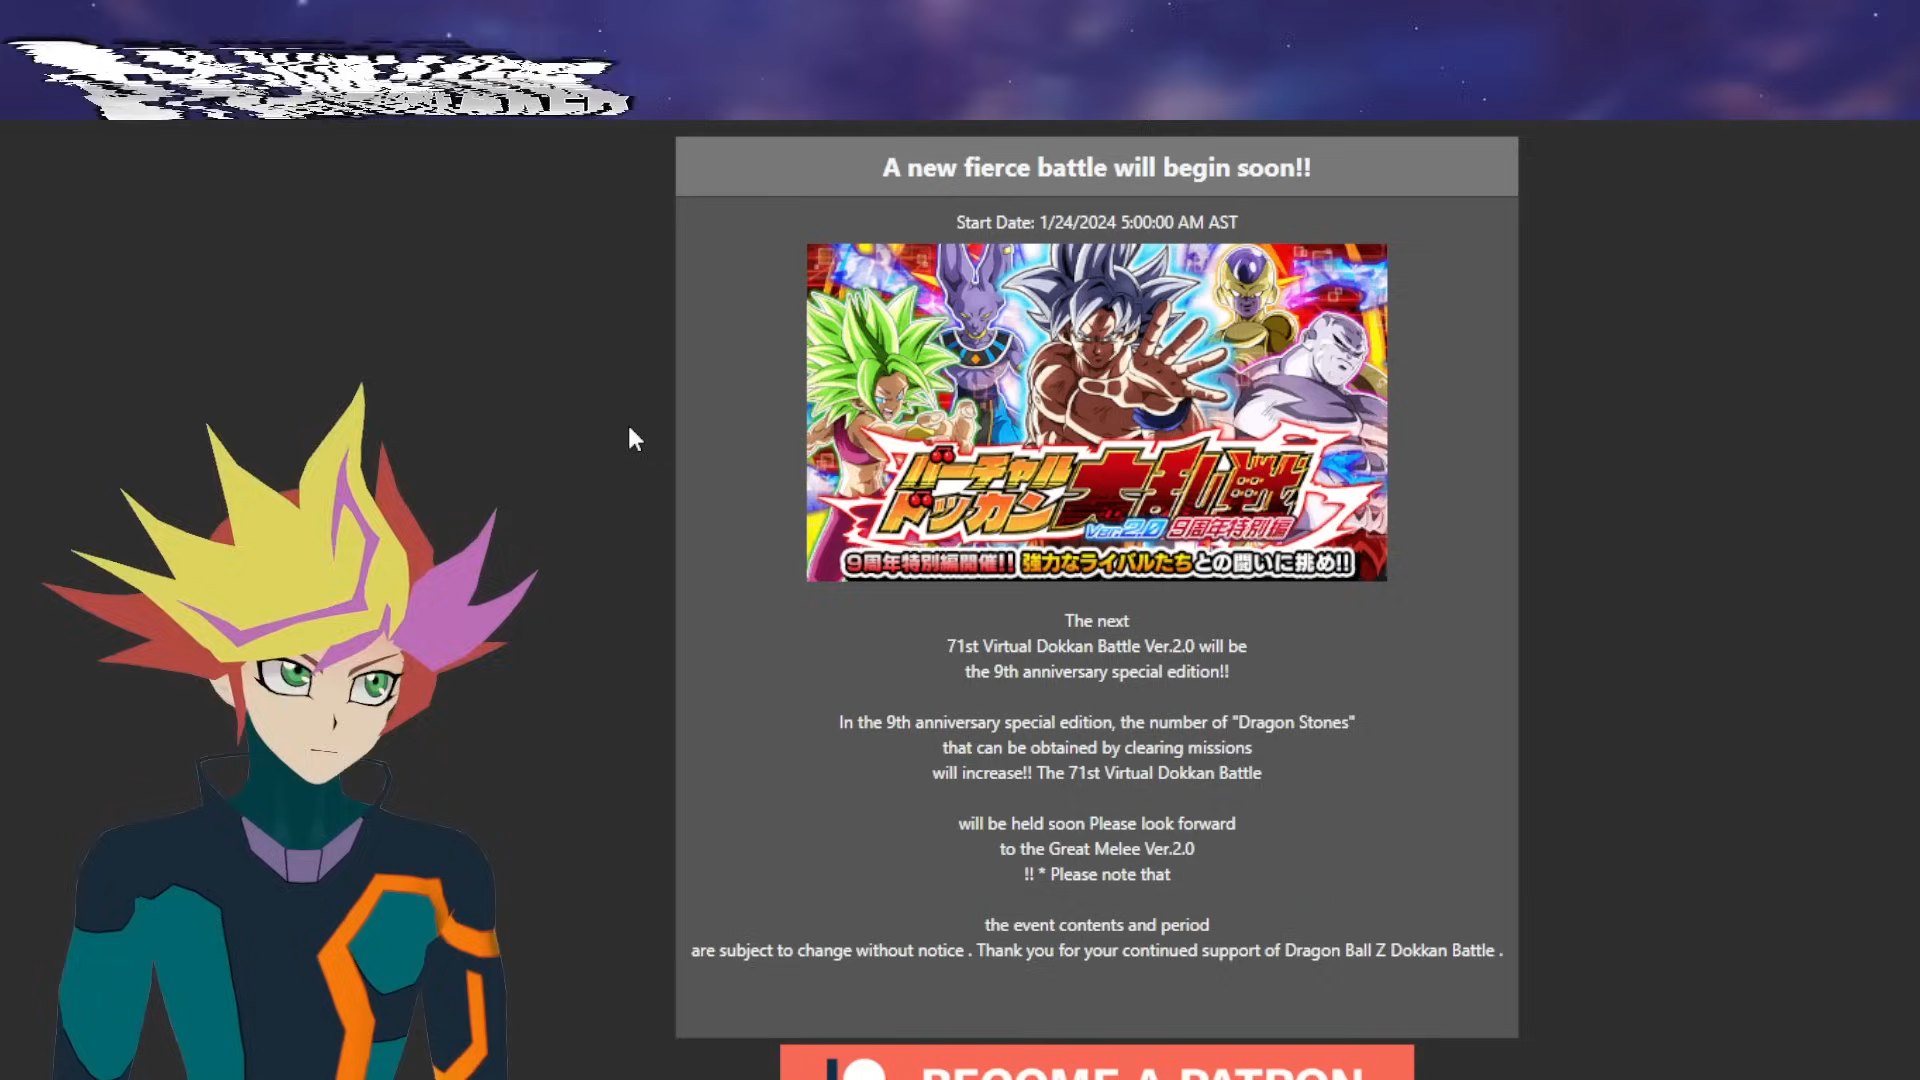 A new fierce battle will begin soon!!
Start Date: 1/24/2024 5:00:00 AM AST
バーチャル
ドッカン大乱戦
Ver.2.0 9周年特別編
9周年特別編開催!! 強力なライバルたちとの闘いに挑め!!
The next
71st Virtual Dokkan Battle Ver.2.0 will be
the 9th anniversary special edition!!
In the 9th anniversary special edition, the number of "Dragon Stones"
that can be obtained by clearing missions
will increase!! The 71st Virtual Dokkan Battle
will be held soon Please look forward
to the Great Melee Ver.2.0
!! * Please note that
the event contents and period
are subject to change without notice . Thank you for your continued support of Dragon Ball Z Dokkan Battle .
BECOME A PATRON